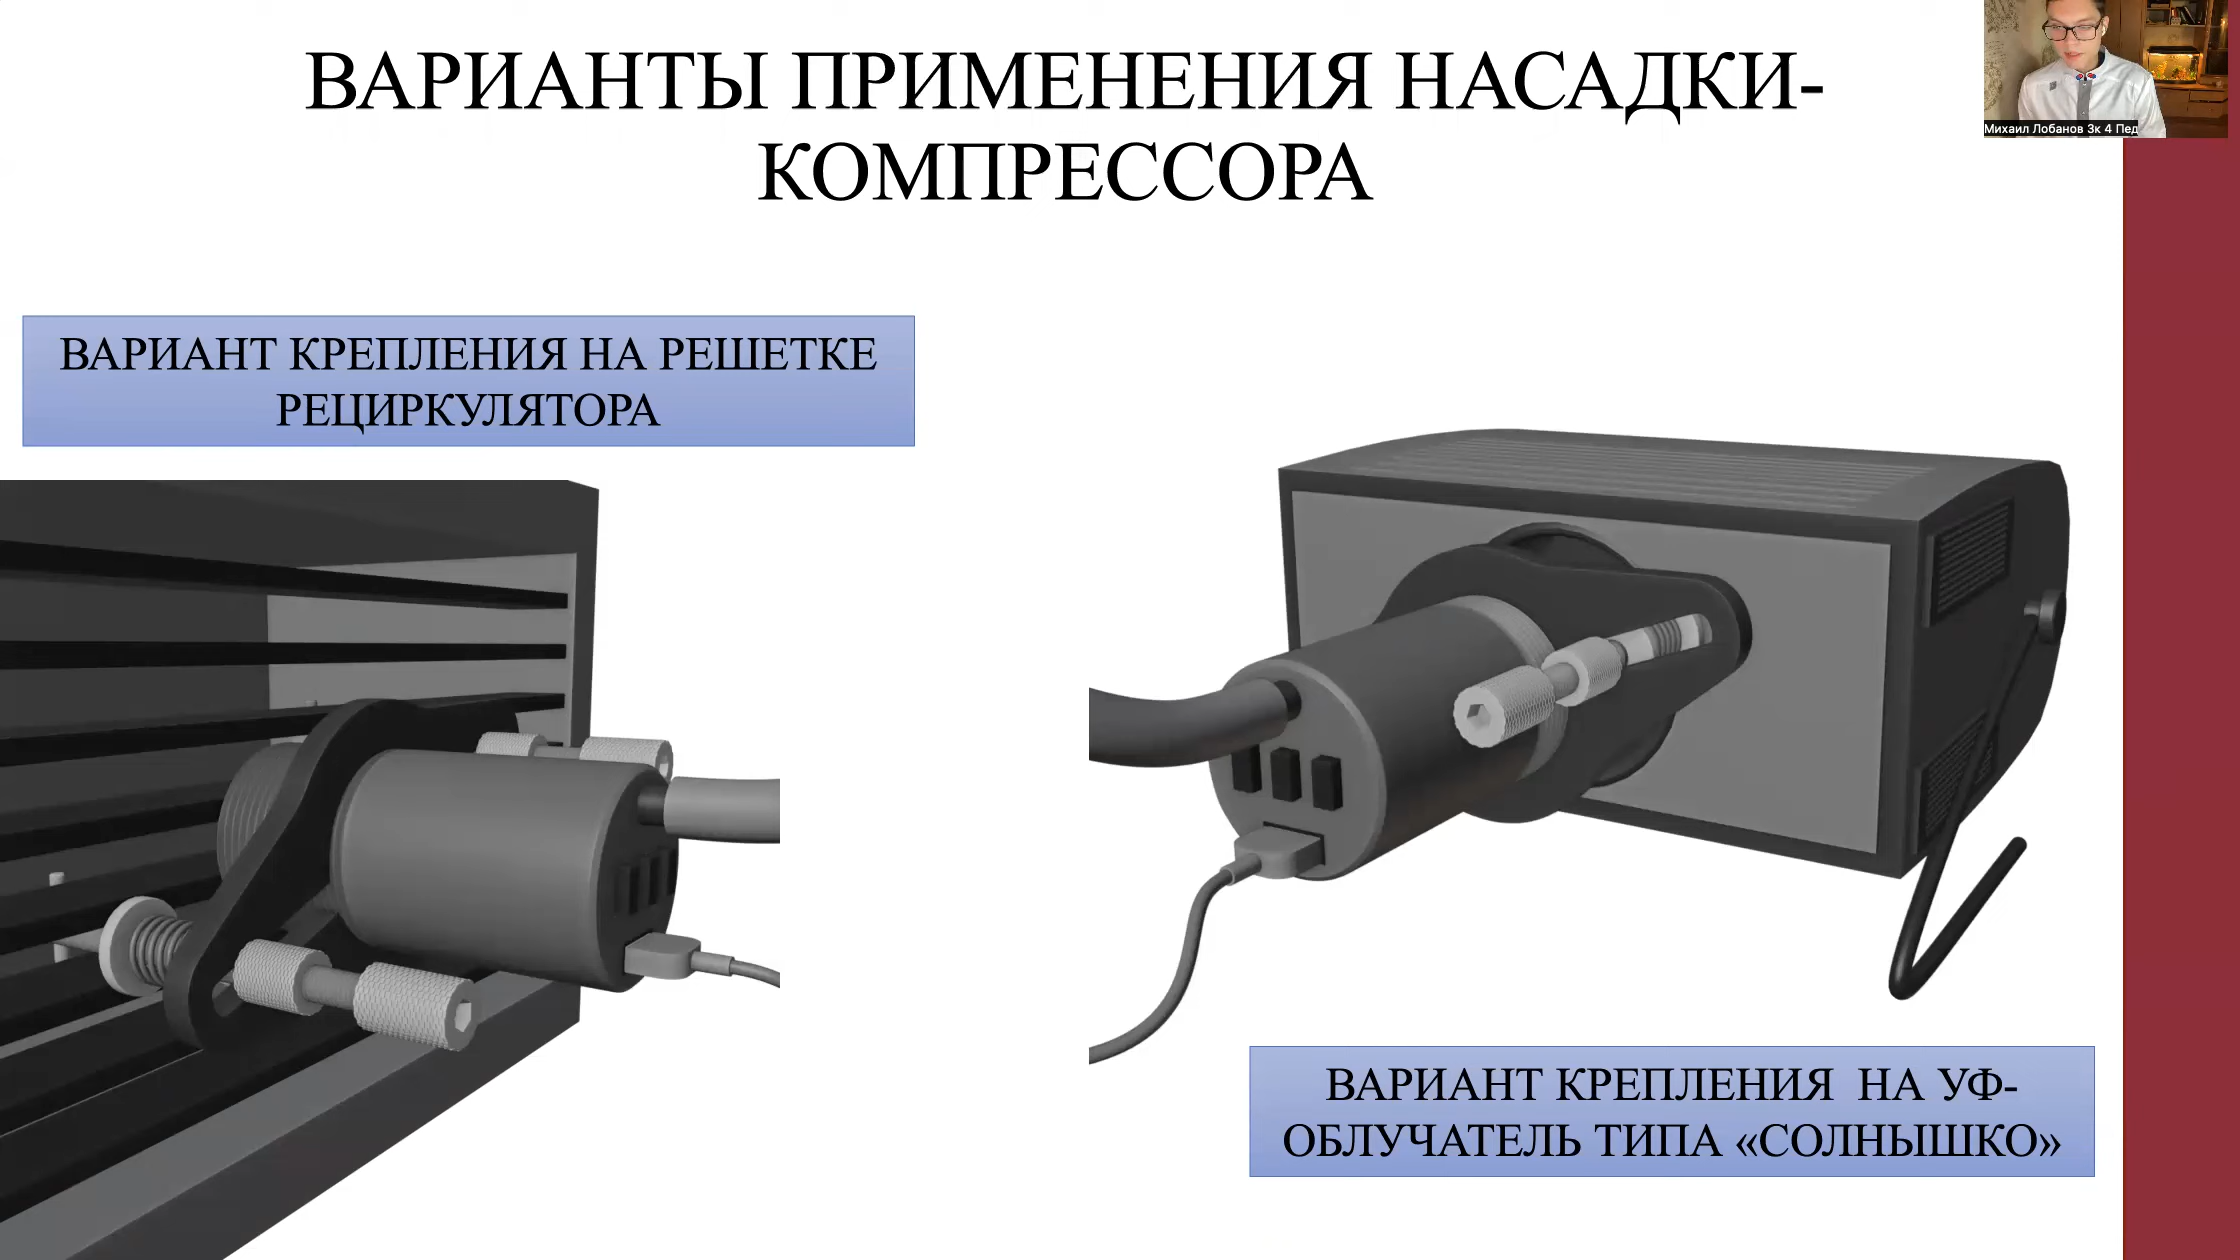 ВАРИАНТЫ ПРИМЕНЕНИЯ НАСАДКИ-
КОМПРЕССОРА
Михаил Лобанов 3к 4 Пед
ВАРИАНТ КРЕПЛЕНИЯ НА РЕШЕТКЕ
РЕЦИРКУЛЯТОРА
ВАРИАНТ КРЕПЛЕНИЯ НА УФ-
ОБЛУЧАТЕЛЬ ТИПА «СОЛНЫШКО»